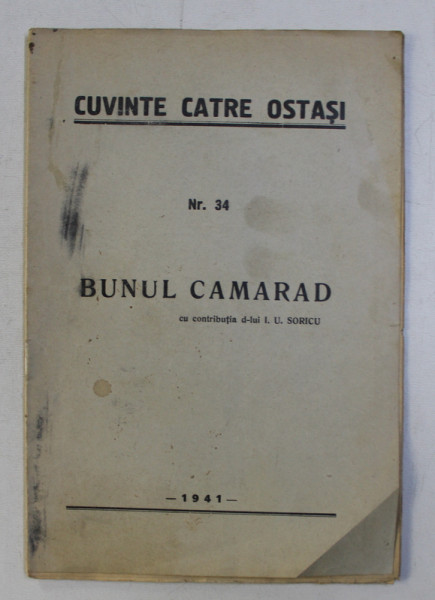 CUVINTE CATRE OSTAȘI
Nr. 34
BUNUL CAMARAD
cu contribuția d-lui I. U. SORICU
— 1941 —